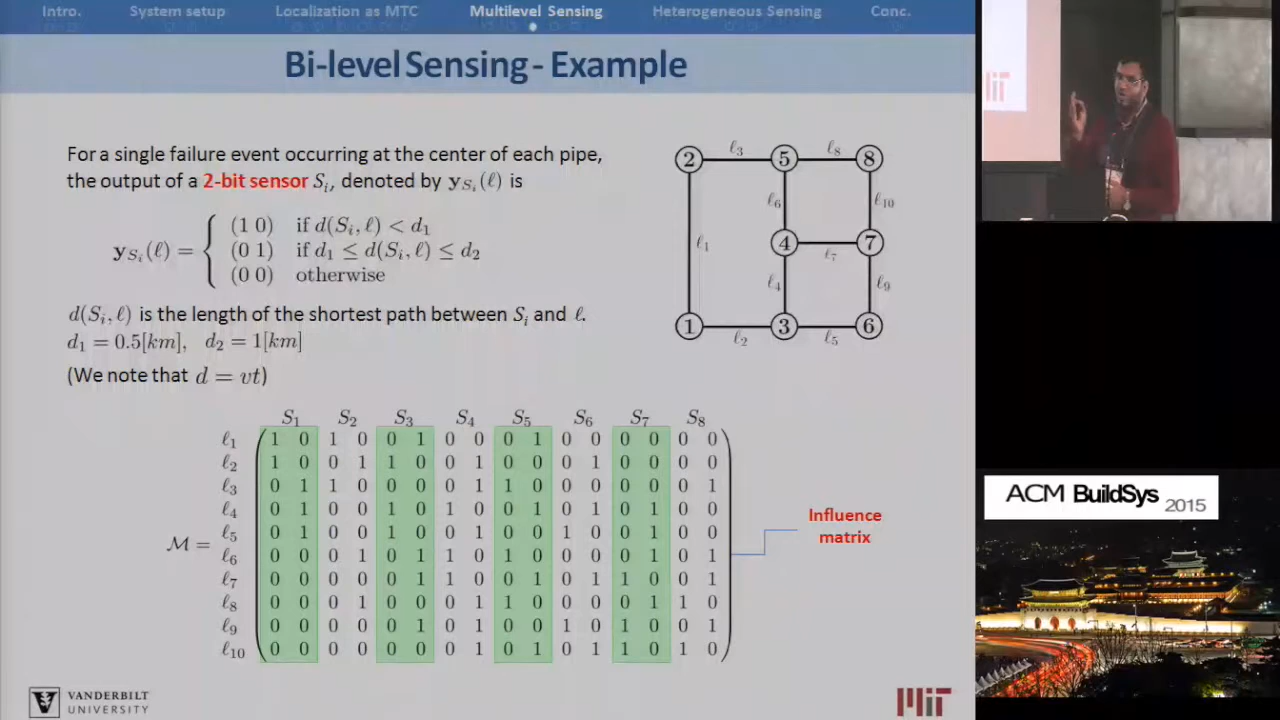 Intro. System setup Localization as MTC Multilevel Sensing Heterogeneous Sensing Conc.
Bi-level Sensing - Example
For a single failure event occurring at the center of each pipe,
the output of a 2-bit sensor Sᵢ, denoted by y_Sᵢ(ℓ) is
y_Sᵢ(ℓ) = { (1 0) if d(Sᵢ, ℓ) < d₁
(0 1) if d₁ ≤ d(Sᵢ, ℓ) ≤ d₂
(0 0) otherwise
d(Sᵢ, ℓ) is the length of the shortest path between Sᵢ and ℓ.
d₁ = 0.5[km], d₂ = 1[km]
(We note that d = vt)
2 ℓ₃ 5 ℓ₈ 8
ℓ₁ ℓ₆ ℓ₁₀
4 ℓ₇ 7
ℓ₄ ℓ₉
1 ℓ₂ 3 ℓ₅ 6
S₁ S₂ S₃ S₄ S₅ S₆ S₇ S₈
ℓ₁ 1 0 1 0 0 1 0 0 0 1 0 0 0 0 0 0
ℓ₂ 1 0 0 1 1 0 0 1 0 0 0 1 0 0 0 0
ℓ₃ 0 1 1 0 0 0 0 1 1 0 0 0 0 0 0 1
ℓ₄ 0 1 0 0 1 0 1 0 0 1 0 1 0 1 0 0
ℓ₅ 0 1 0 0 1 0 0 1 0 0 1 0 0 1 0 0
M = ℓ₆ 0 0 0 1 0 1 1 0 1 0 0 0 0 1 0 1
ℓ₇ 0 0 0 0 0 1 1 0 0 1 0 1 1 0 0 1
ℓ₈ 0 0 0 1 0 0 0 1 1 0 0 0 0 1 1 0
ℓ₉ 0 0 0 0 0 1 0 1 0 0 1 0 1 0 0 1
ℓ₁₀ 0 0 0 0 0 0 0 1 0 1 0 1 1 0 1 0
Influence
matrix
VANDERBILT
UNIVERSITY
MIT
MIT
ACM BuildSys 2015